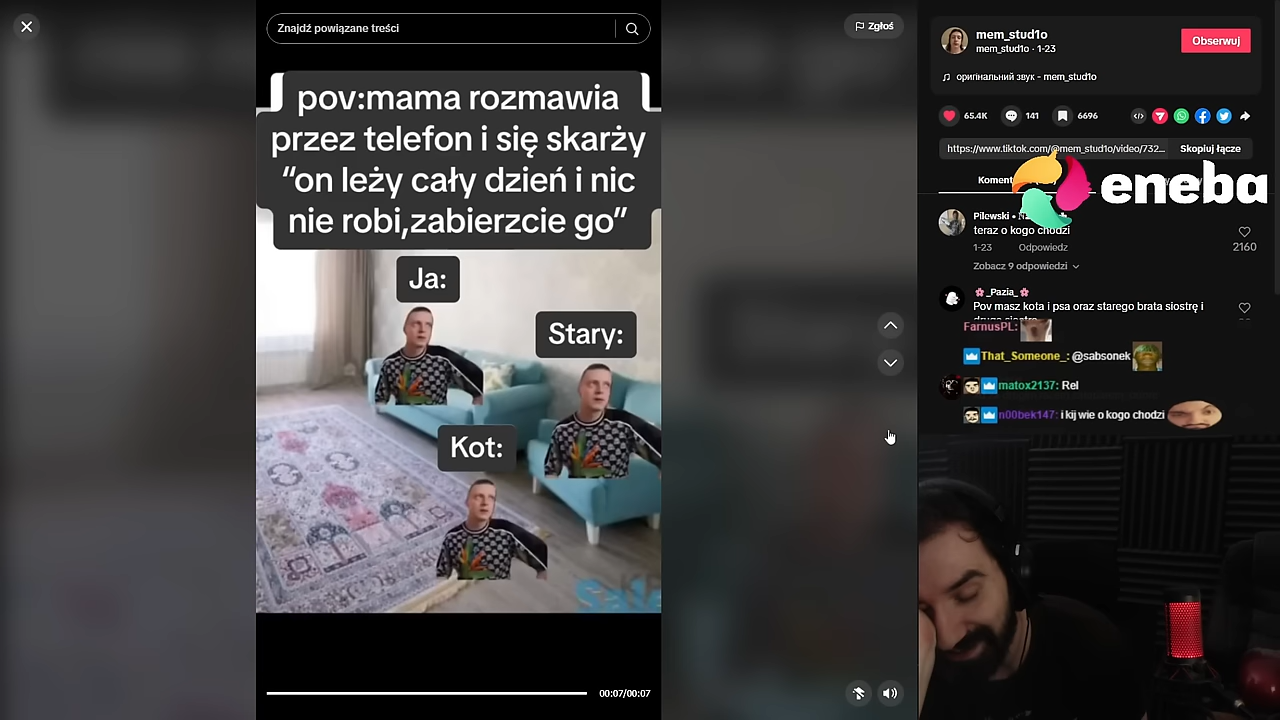 Znajdź powiązane treści
Zgłoś
pov:mama rozmawia
przez telefon i się skarży
“on leży cały dzień i nic
nie robi,zabierzcie go”
Ja:
Stary:
Kot:
00:07/00:07
mem_stud1o
mem_stud1o · 1-23
Obserwuj
оригінальний звук - mem_stud1o
65.4K
141
6696
https://www.tiktok.com/@mem_stud1o/video/732...
Skopiuj łącze
eneba
Pilewski
teraz o kogo chodzi
1-23 Odpowiedz
2160
Zobacz 9 odpowiedzi
🌸_Pazia_🌸
Pov masz kota i psa oraz starego brata siostrę i
FarnusPL:
That_Someone_: @sabsonek
matox2137: Rel
n00bek147: i kij wie o kogo chodzi